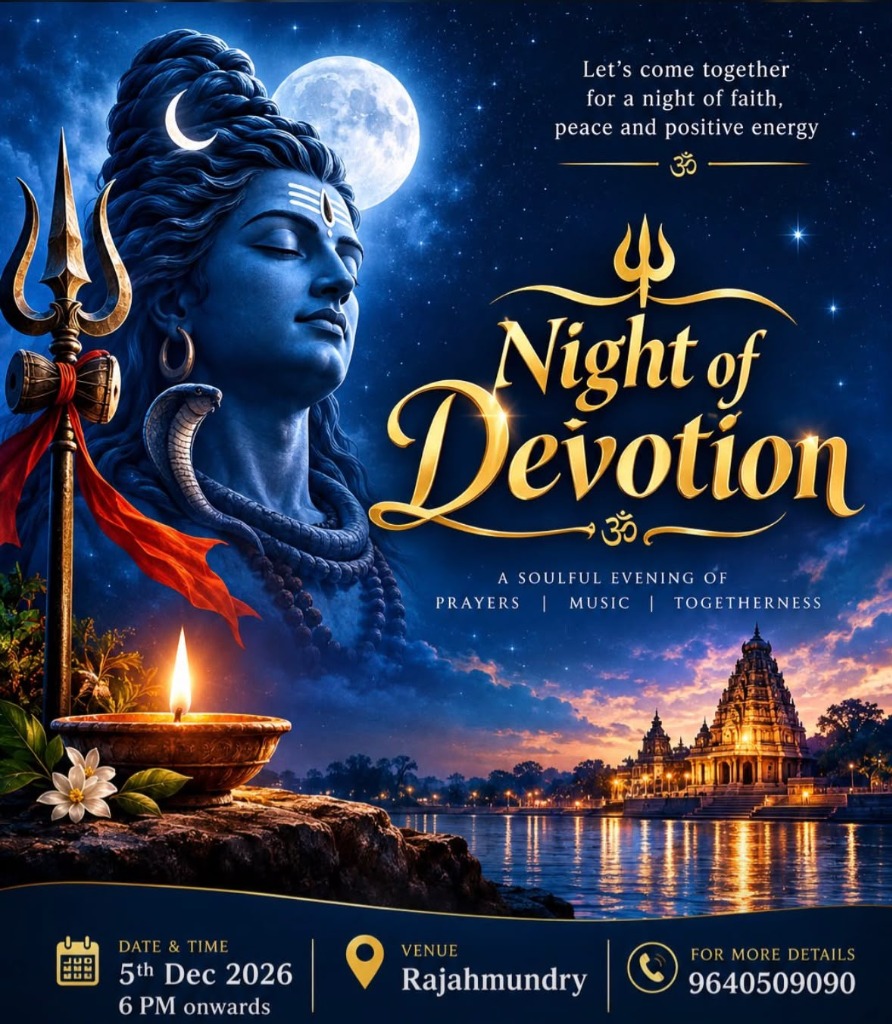 Let's come together
for a night of faith,
peace and positive energy
ॐ
Night of
Devotion
ॐ
A SOULFUL EVENING OF
PRAYERS | MUSIC | TOGETHERNESS
DATE & TIME
5th Dec 2026
6 PM onwards
VENUE
Rajahmundry
FOR MORE DETAILS
9640509090